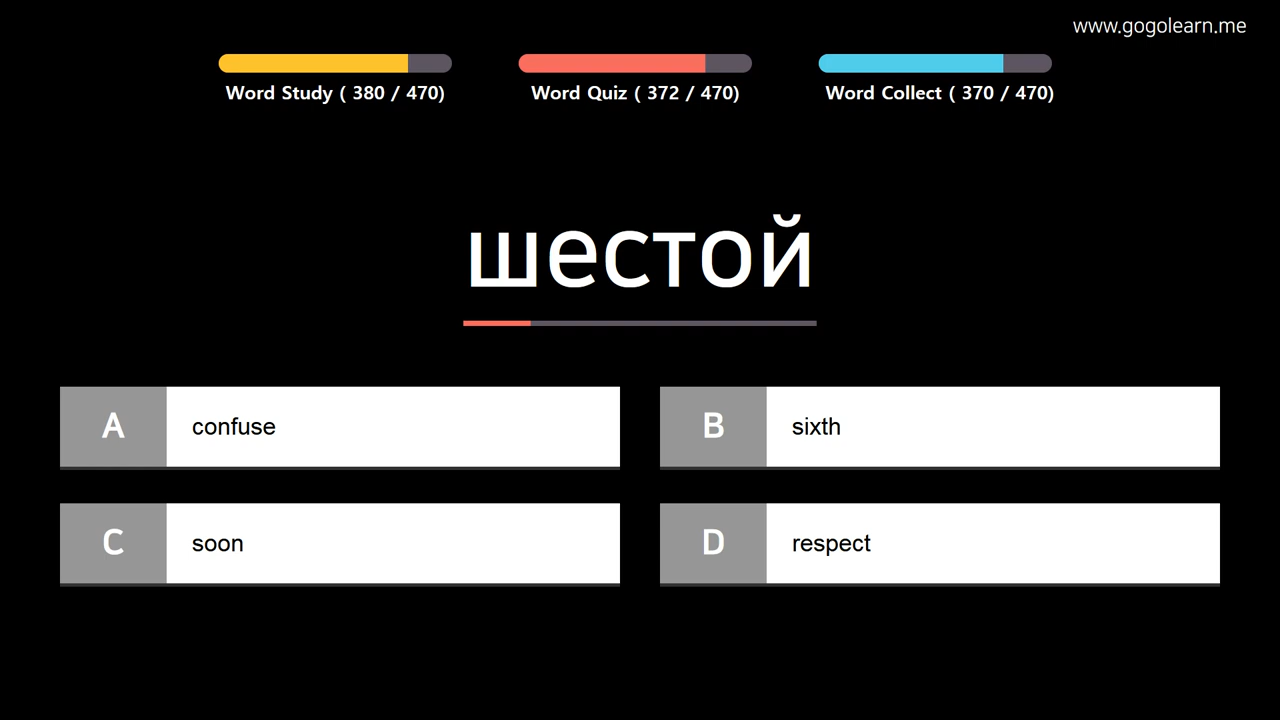 www.gogolearn.me
Word Study ( 380 / 470)
Word Quiz ( 372 / 470)
Word Collect ( 370 / 470)
шестой
A
confuse
B
sixth
C
soon
D
respect